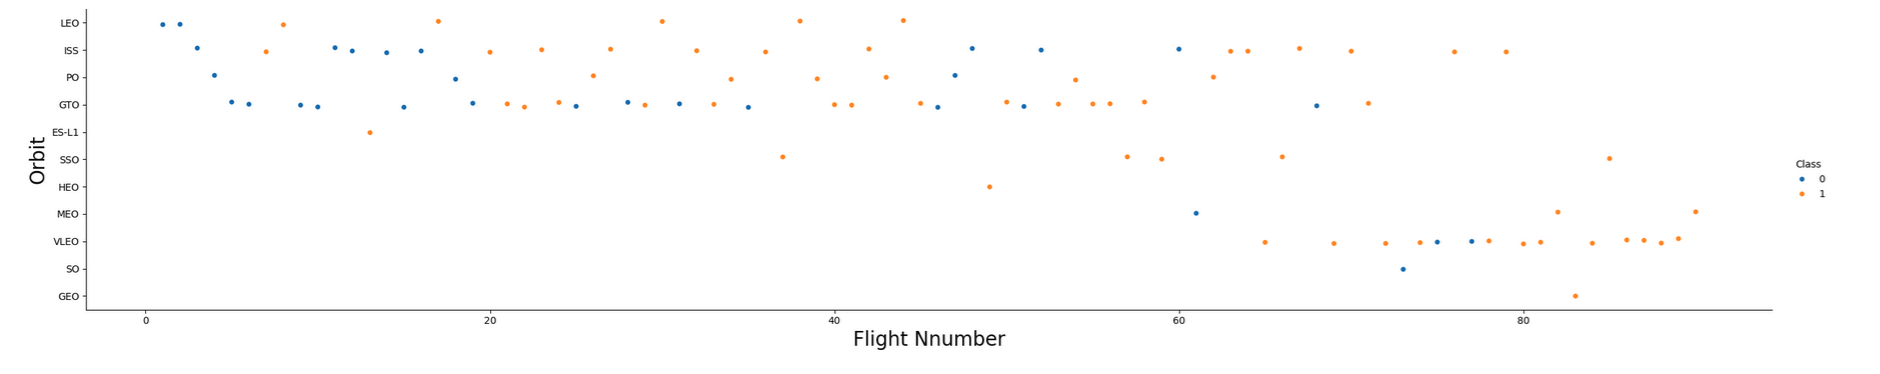 LEO
ISS
PO
GTO
ES-L1
SSO
HEO
MEO
VLEO
SO
GEO
Orbit
0 20 40 60 80
Flight Nnumber
Class
0
1